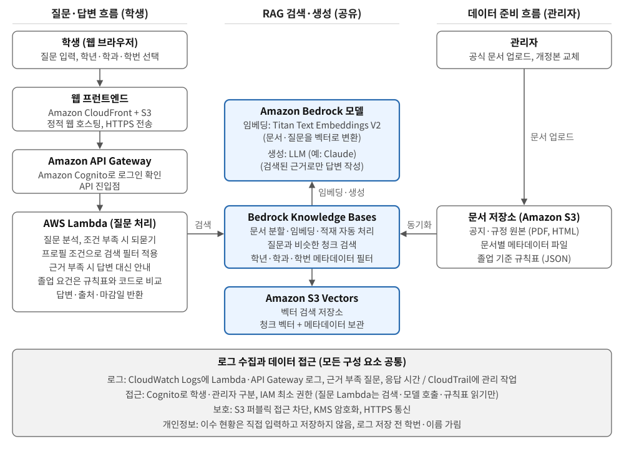 질문·답변 흐름 (학생)
RAG 검색·생성 (공유)
데이터 준비 흐름 (관리자)
학생 (웹 브라우저)
질문 입력, 학년·학과·학번 선택
웹 프런트엔드
Amazon CloudFront + S3
정적 웹 호스팅, HTTPS 전송
Amazon API Gateway
Amazon Cognito로 로그인 확인
API 진입점
AWS Lambda (질문 처리)
질문 분석, 조건 부족 시 되묻기
프로필 조건으로 검색 필터 적용
근거 부족 시 답변 대신 안내
졸업 요건은 규칙표와 코드로 비교
답변·출처·마감일 반환
검색
Amazon Bedrock 모델
임베딩: Titan Text Embeddings V2
(문서·질문을 벡터로 변환)
생성: LLM (예: Claude)
(검색된 근거로만 답변 작성)
임베딩·생성
Bedrock Knowledge Bases
문서 분할·임베딩·적재 자동 처리
질문과 비슷한 청크 검색
학년·학과·학번 메타데이터 필터
Amazon S3 Vectors
벡터 검색 저장소
청크 벡터 + 메타데이터 보관
동기화
관리자
공식 문서 업로드, 개정본 교체
문서 업로드
문서 저장소 (Amazon S3)
공지·규정 원본 (PDF, HTML)
문서별 메타데이터 파일
졸업 기준 규칙표 (JSON)
로그 수집과 데이터 접근 (모든 구성 요소 공통)
로그: CloudWatch Logs에 Lambda·API Gateway 로그, 근거 부족 질문, 응답 시간 / CloudTrail에 관리 작업
접근: Cognito로 학생·관리자 구분, IAM 최소 권한 (질문 Lambda는 검색·모델 호출·규칙표 읽기만)
보호: S3 퍼블릭 접근 차단, KMS 암호화, HTTPS 통신
개인정보: 이수 현황은 직접 입력하고 저장하지 않음, 로그 저장 전 학번·이름 가림